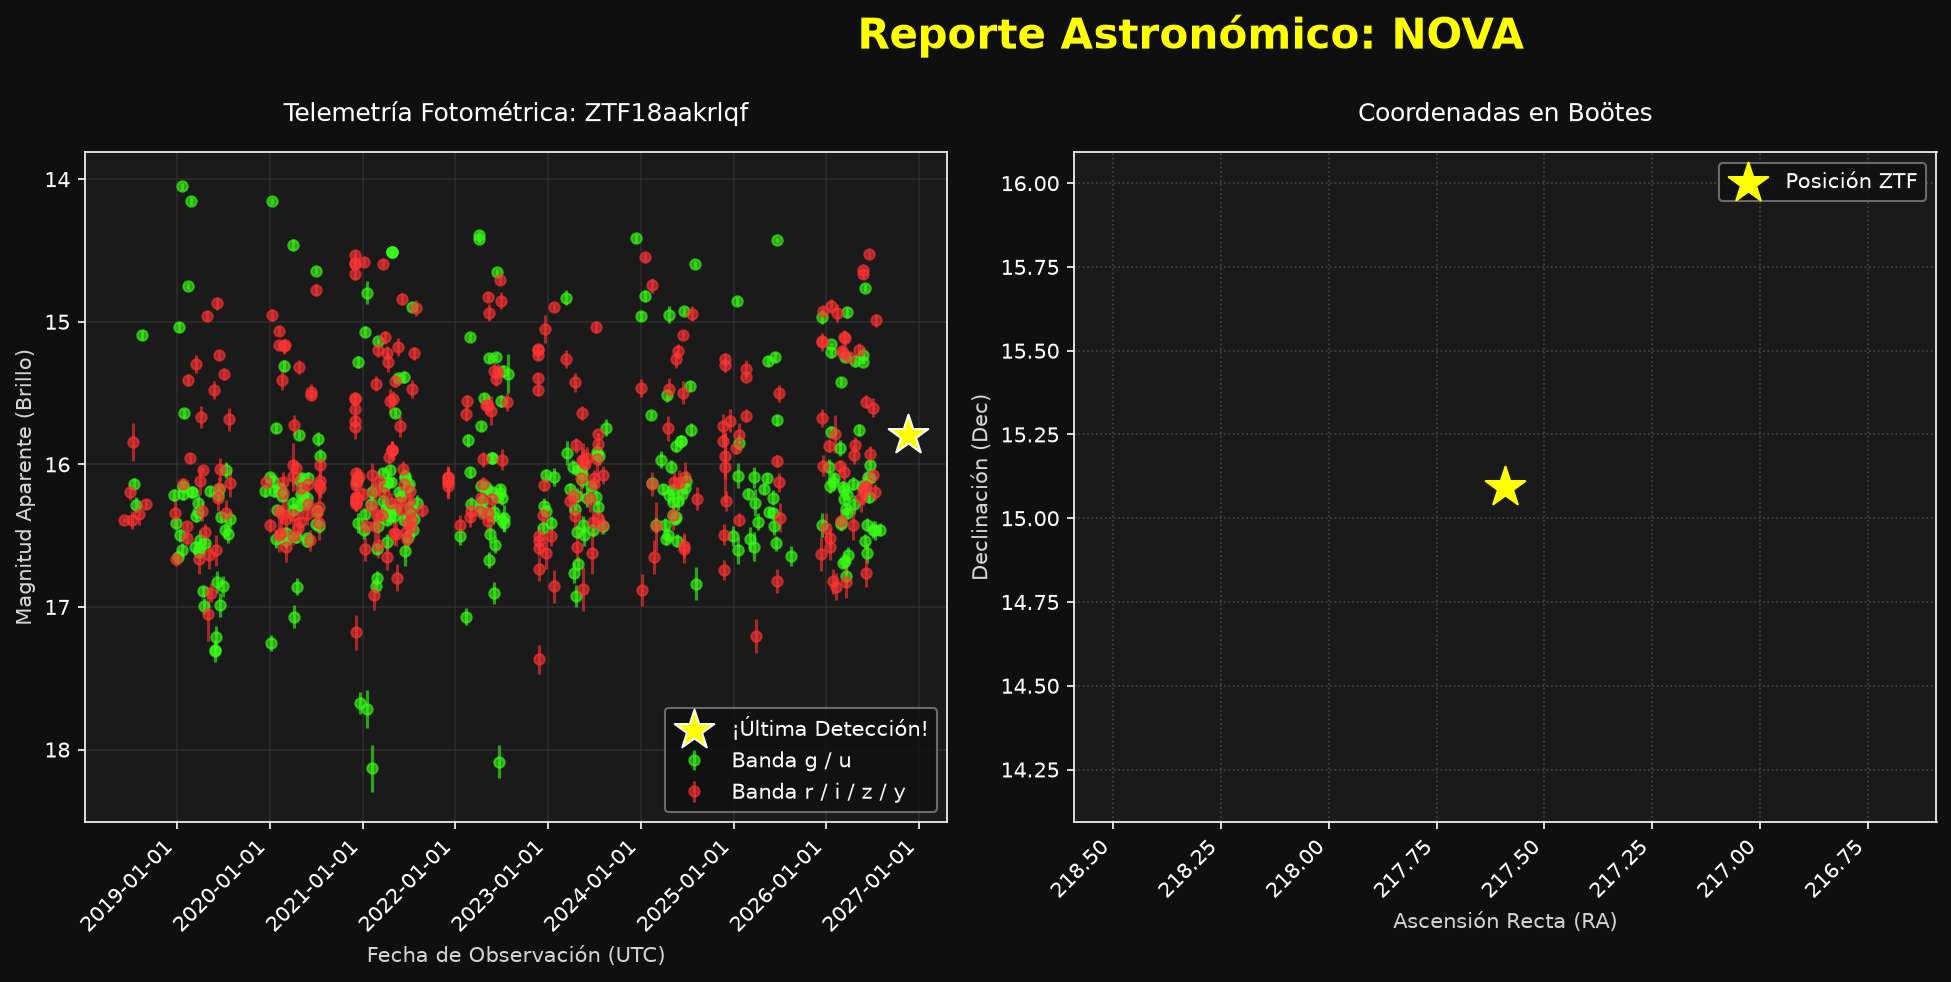 Reporte Astronómico: NOVA
Telemetría Fotométrica: ZTF18aakrlqf
Magnitud Aparente (Brillo)
14
15
16
17
18
¡Última Detección!
Banda g / u
Banda r / i / z / y
2019-01-01
2020-01-01
2021-01-01
2022-01-01
2023-01-01
2024-01-01
2025-01-01
2026-01-01
2027-01-01
Fecha de Observación (UTC)
Coordenadas en Boötes
Declinación (Dec)
16.00
15.75
15.50
15.25
15.00
14.75
14.50
14.25
Posición ZTF
218.50
218.25
218.00
217.75
217.50
217.25
217.00
216.75
Ascensión Recta (RA)